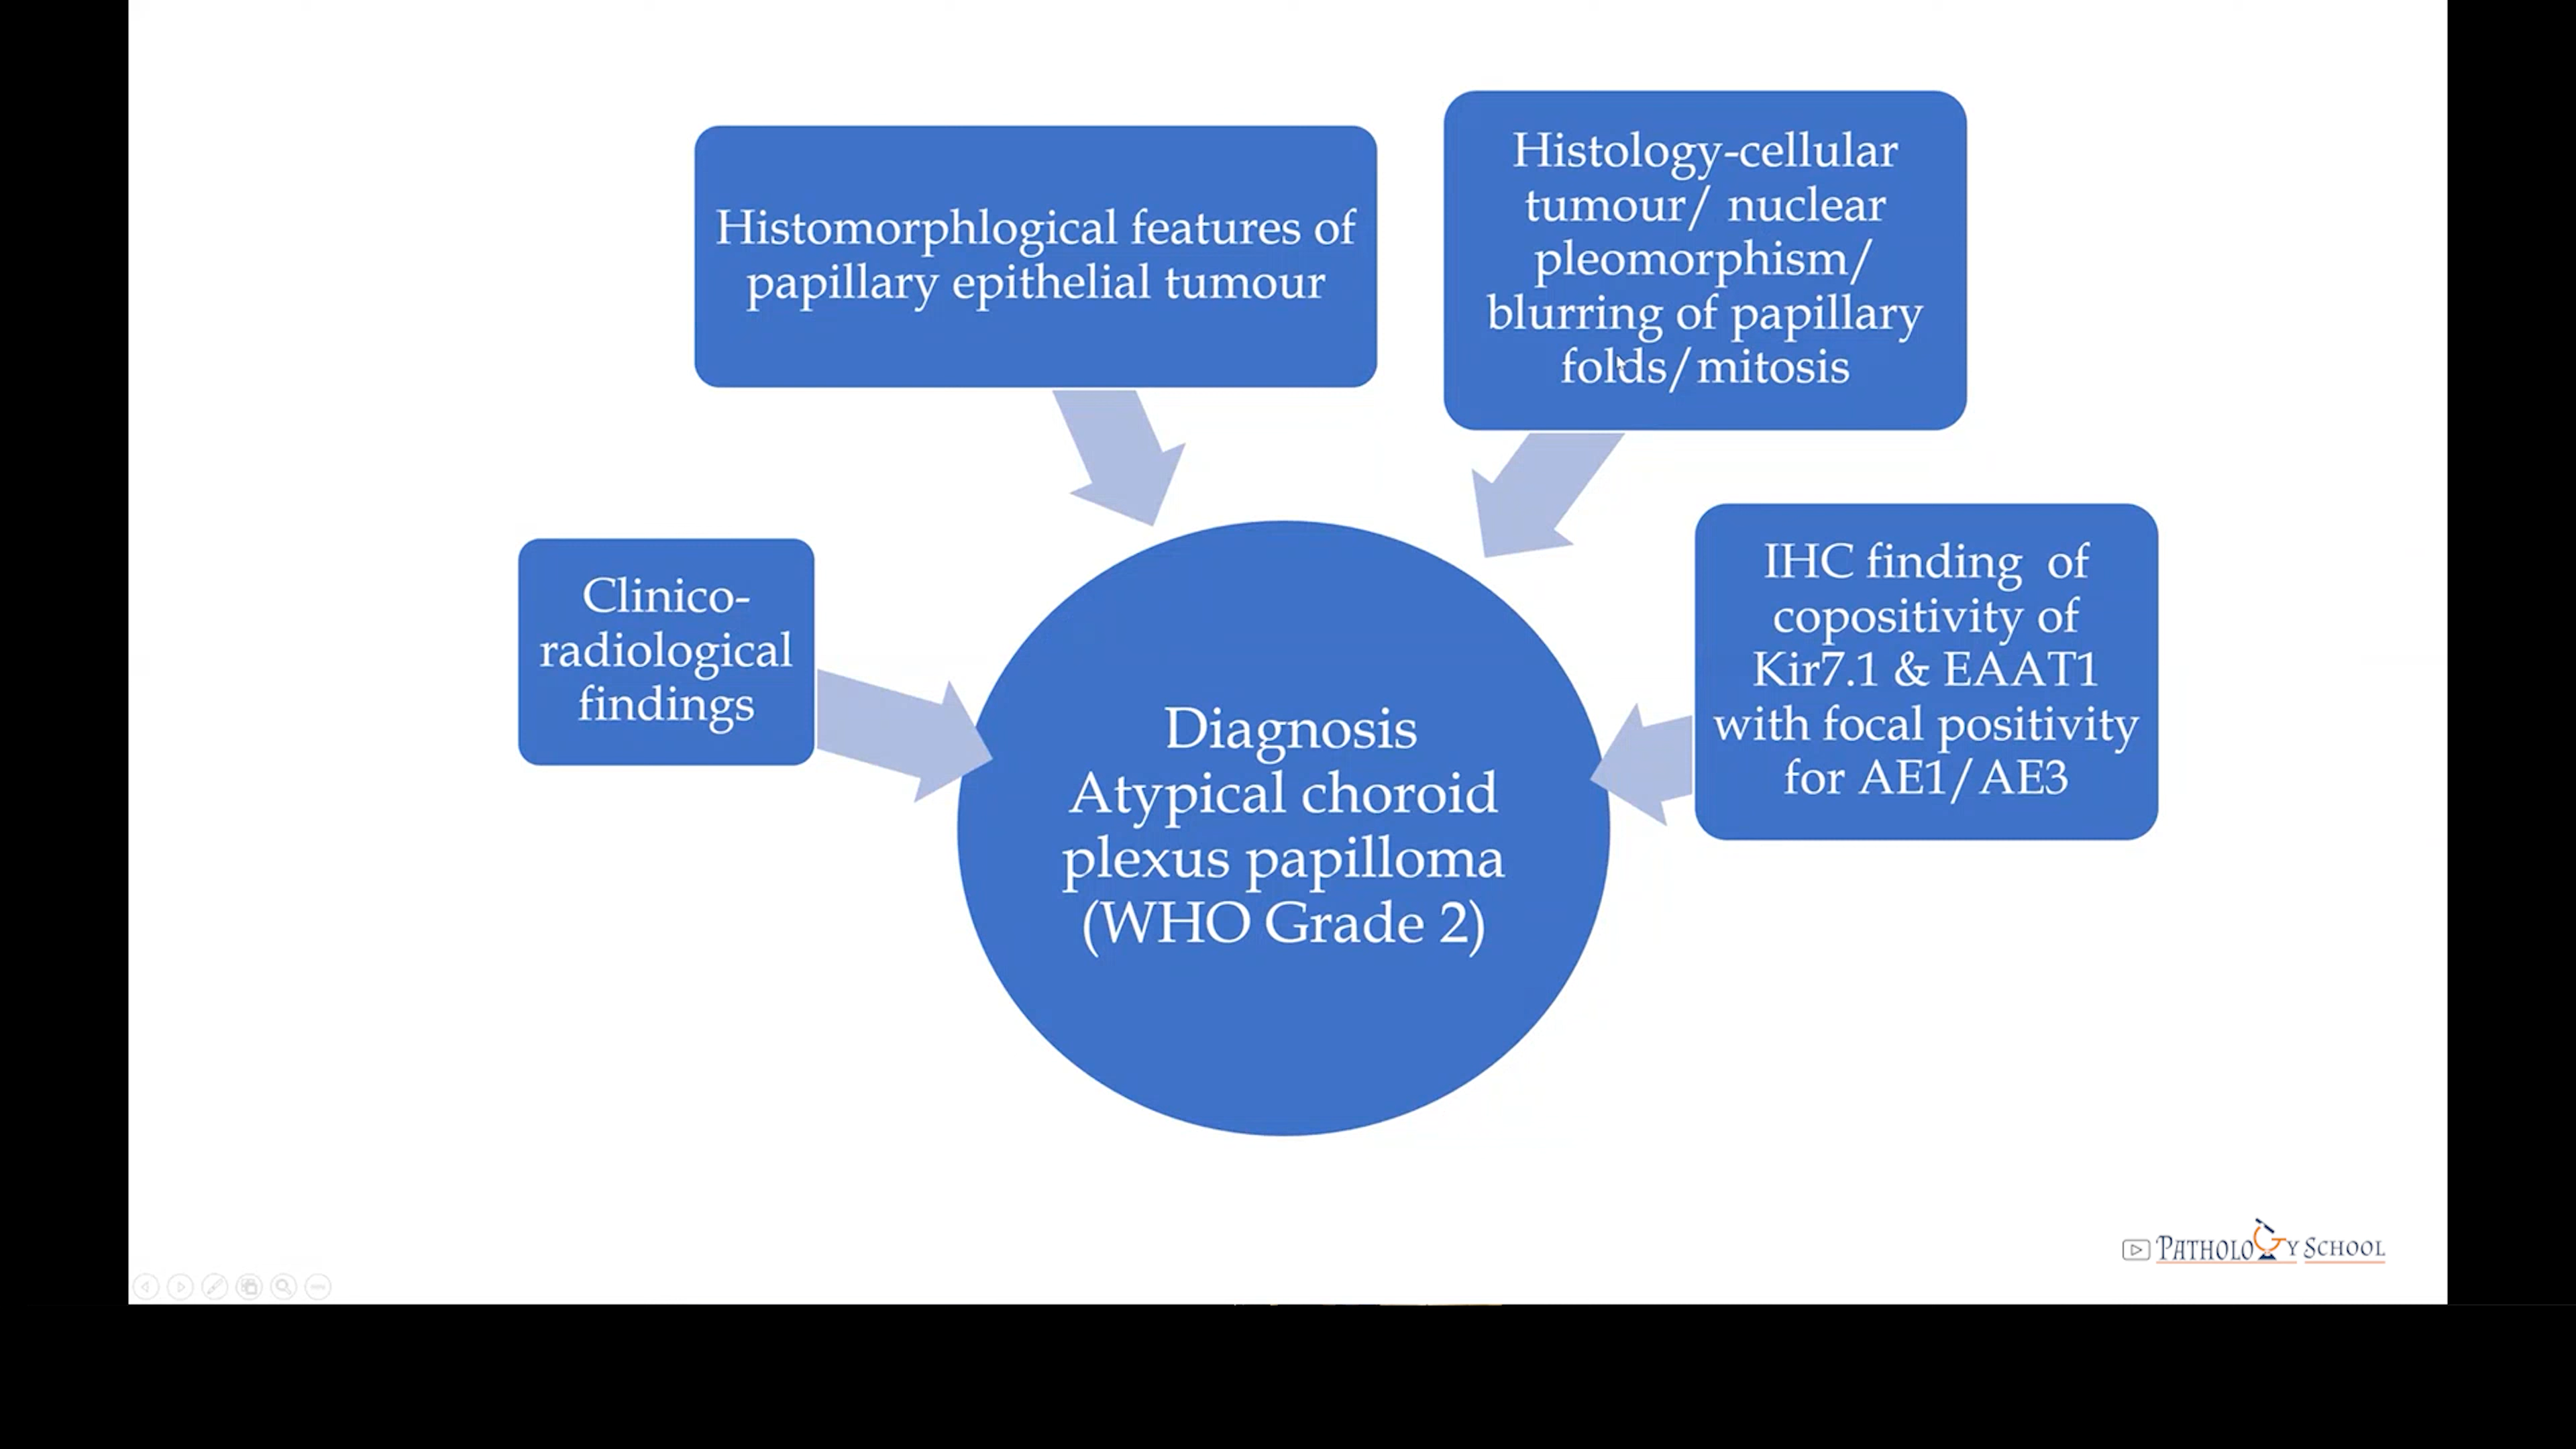 Histomorphlogical features of
papillary epithelial tumour
Histology-cellular
tumour/ nuclear
pleomorphism/
blurring of papillary
folds/mitosis
Clinico-
radiological
findings
IHC finding of
copositivity of
Kir7.1 & EAAT1
with focal positivity
for AE1/AE3
Diagnosis
Atypical choroid
plexus papilloma
(WHO Grade 2)
PATHOLOGY SCHOOL